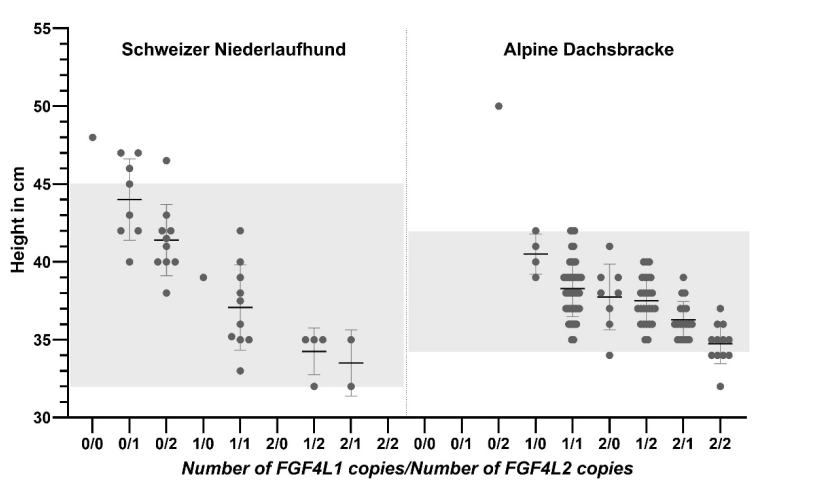 55
Schweizer Niederlaufhund Alpine Dachsbracke
50
45
40
35
30
Height in cm
0/0 0/1 0/2 1/0 1/1 2/0 1/2 2/1 2/2 0/0 0/1 0/2 1/0 1/1 2/0 1/2 2/1 2/2
Number of FGF4L1 copies/Number of FGF4L2 copies